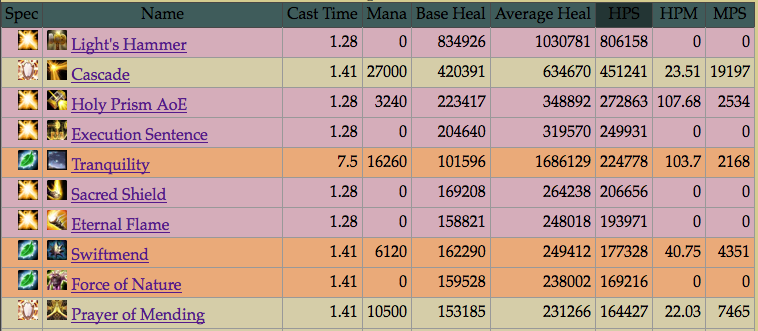 Spec Name Cast Time Mana Base Heal Average Heal HPS HPM MPS
Light's Hammer 1.28 0 834926 1030781 806158 0 0
Cascade 1.41 27000 420391 634670 451241 23.51 19197
Holy Prism AoE 1.28 3240 223417 348892 272863 107.68 2534
Execution Sentence 1.28 0 204640 319570 249931 0 0
Tranquility 7.5 16260 101596 1686129 224778 103.7 2168
Sacred Shield 1.28 0 169208 264238 206656 0 0
Eternal Flame 1.28 0 158821 248018 193971 0 0
Swiftmend 1.41 6120 162290 249412 177328 40.75 4351
Force of Nature 1.41 0 159528 238002 169216 0 0
Prayer of Mending 1.41 10500 153185 231266 164427 22.03 7465